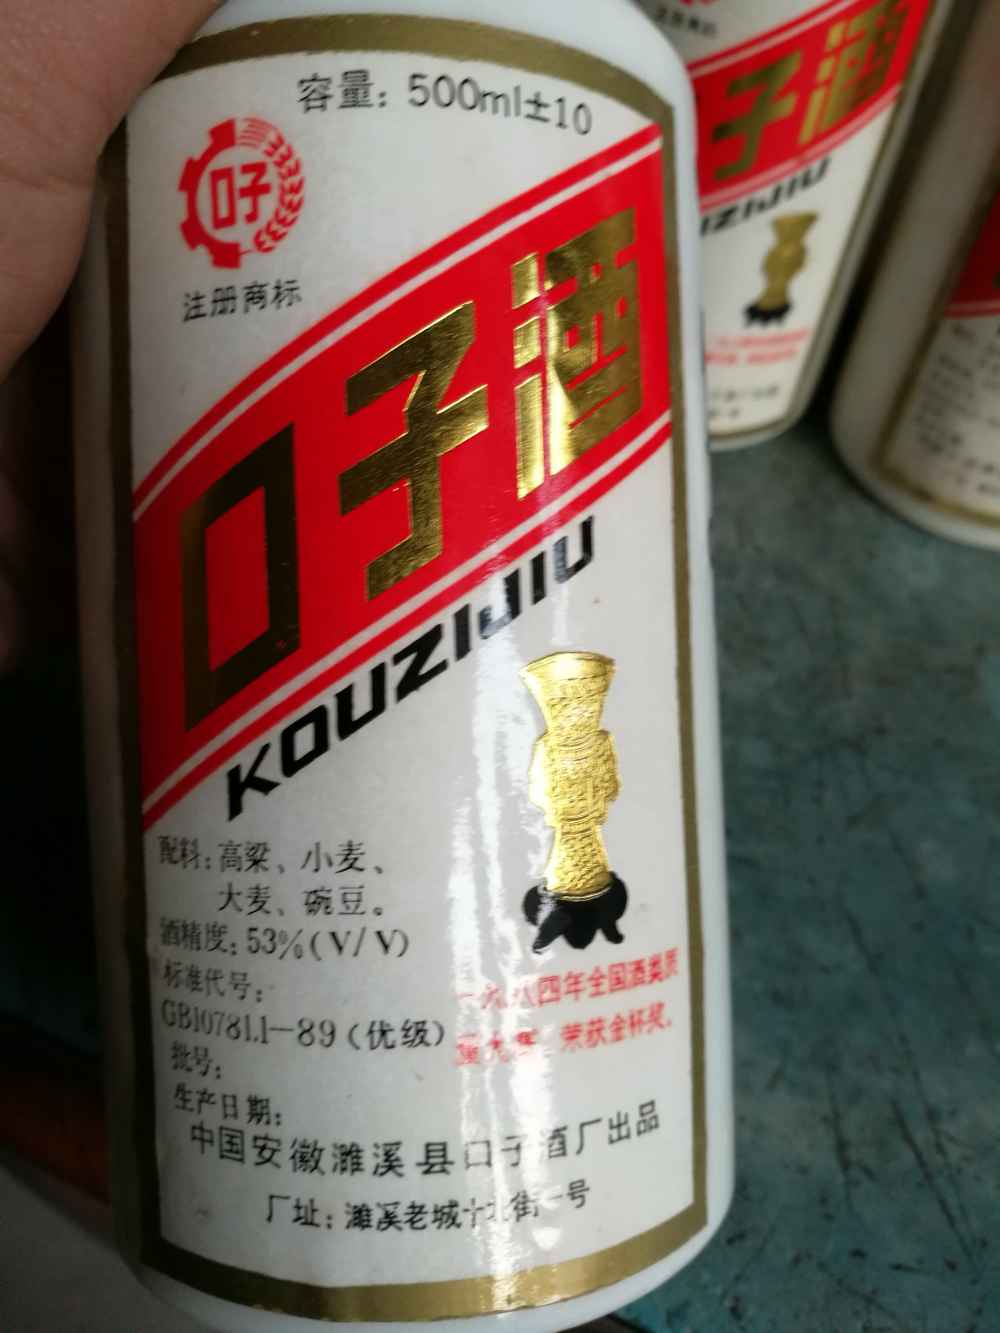 容量：500ml±10
口子
注册商标
口子酒
KOUZIJIU
配料：高粱、小麦、
大麦、碗豆。
酒精度：53%(V/V)
标准代号：
GB10781.1—89（优级）
批号：
生产日期：
一九八四年全国酒类质
量大赛 荣获金杯奖.
中国安徽濉溪县口子酒厂出品
厂址：濉溪老城十北街一号
子酒
UZIJIU